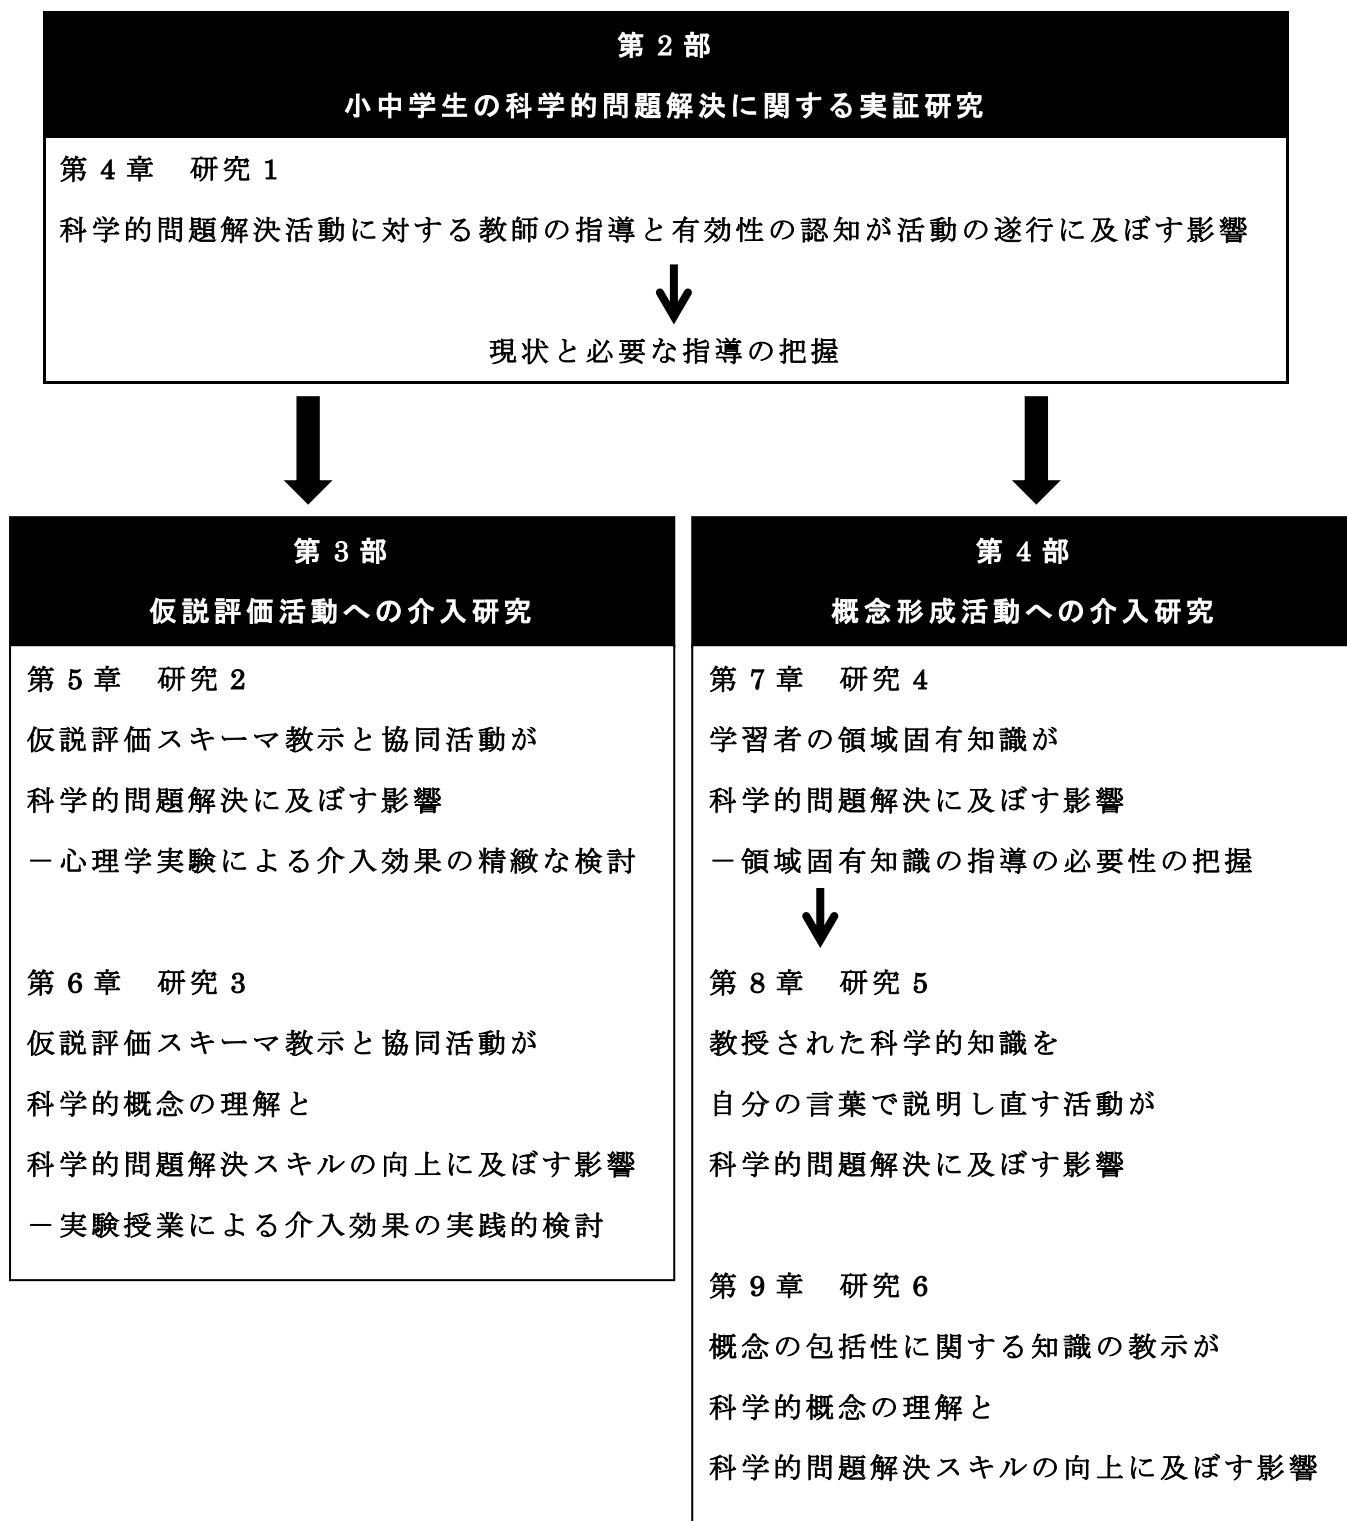 第2部
小中学生の科学的問題解決に関する実証研究
第4章　研究1
科学的問題解決活動に対する教師の指導と有効性の認知が活動の遂行に及ぼす影響
現状と必要な指導の把握
第3部
仮説評価活動への介入研究
第5章　研究2
仮説評価スキーマ教示と協同活動が
科学的問題解決に及ぼす影響
－心理学実験による介入効果の精緻な検討
第6章　研究3
仮説評価スキーマ教示と協同活動が
科学的概念の理解と
科学的問題解決スキルの向上に及ぼす影響
－実験授業による介入効果の実践的検討
第4部
概念形成活動への介入研究
第7章　研究4
学習者の領域固有知識が
科学的問題解決に及ぼす影響
－領域固有知識の指導の必要性の把握
第8章　研究5
教授された科学的知識を
自分の言葉で説明し直す活動が
科学的問題解決に及ぼす影響
第9章　研究6
概念の包括性に関する知識の教示が
科学的概念の理解と
科学的問題解決スキルの向上に及ぼす影響